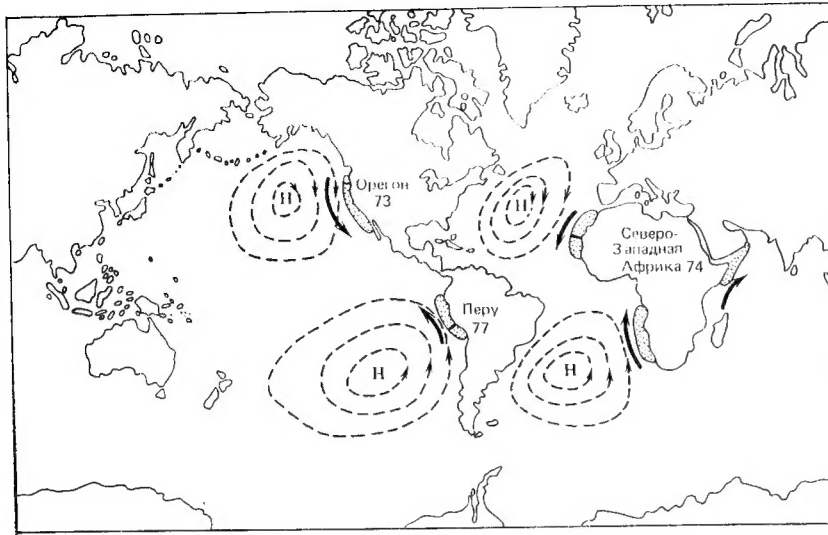 H
Орегон
73
H
Северо-
Западная
Африка 74
Перу
77
H
H